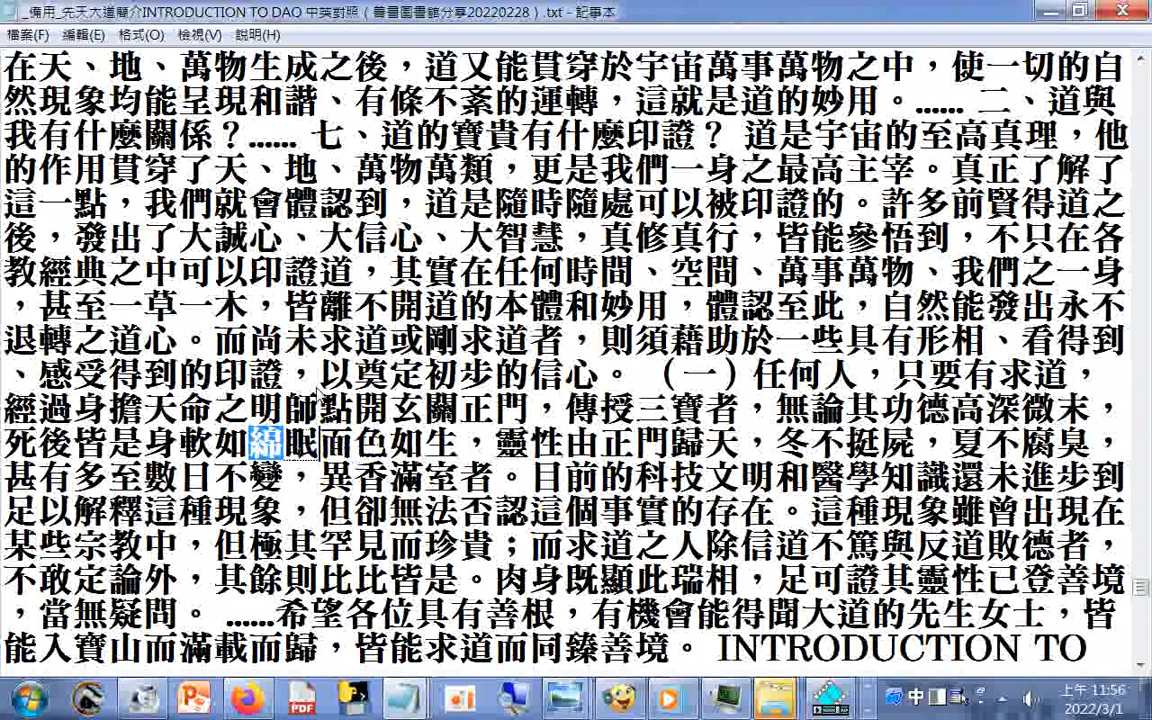 _備用_先天大道簡介INTRODUCTION TO DAO 中英對照（善書圖書館分享20220228）.txt - 記事本
檔案(F) 編輯(E) 格式(O) 檢視(V) 說明(H)
在天、地、萬物生成之後，道又能貫穿於宇宙萬事萬物之中，使一切的自
然現象均能呈現和諧、有條不紊的運轉，這就是道的妙用。...... 二、道與
我有什麼關係？...... 七、道的寶貴有什麼印證？ 道是宇宙的至高真理，他
的作用貫穿了天、地、萬物萬類，更是我們一身之最高主宰。真正了解了
這一點，我們就會體認到，道是隨時隨處可以被印證的。許多前賢得道之
後，發出了大誠心、大信心、大智慧，真修真行，皆能參悟到，不只在各
教經典之中可以印證道，其實在任何時間、空間、萬事萬物、我們之一身
，甚至一草一木，皆離不開道的本體和妙用，體認至此，自然能發出永不
退轉之道心。而尚未求道或剛求道者，則須藉助於一些具有形相、看得到
、感受得到的印證，以奠定初步的信心。（一）任何人，只要有求道，
經過身擔天命之明師點開玄關正門，傳授三寶者，無論其功德高深微末，
死後皆是身軟如綿眠而色如生，靈性由正門歸天，冬不挺屍，夏不腐臭，
甚有多至數日不變，異香滿室者。目前的科技文明和醫學知識還未進步到
足以解釋這種現象，但卻無法否認這個事實的存在。這種現象雖曾出現在
某些宗教中，但極其罕見而珍貴；而求道之人除信道不篤與反道敗德者，
不敢定論外，其餘則比比皆是。肉身既顯此瑞相，足可證其靈性已登善境
，當無疑問。 ......希望各位具有善根，有機會能得聞大道的先生女士，皆
能入寶山而滿載而歸，皆能求道而同臻善境。 INTRODUCTION TO
中
上午 11:56
2022/3/1